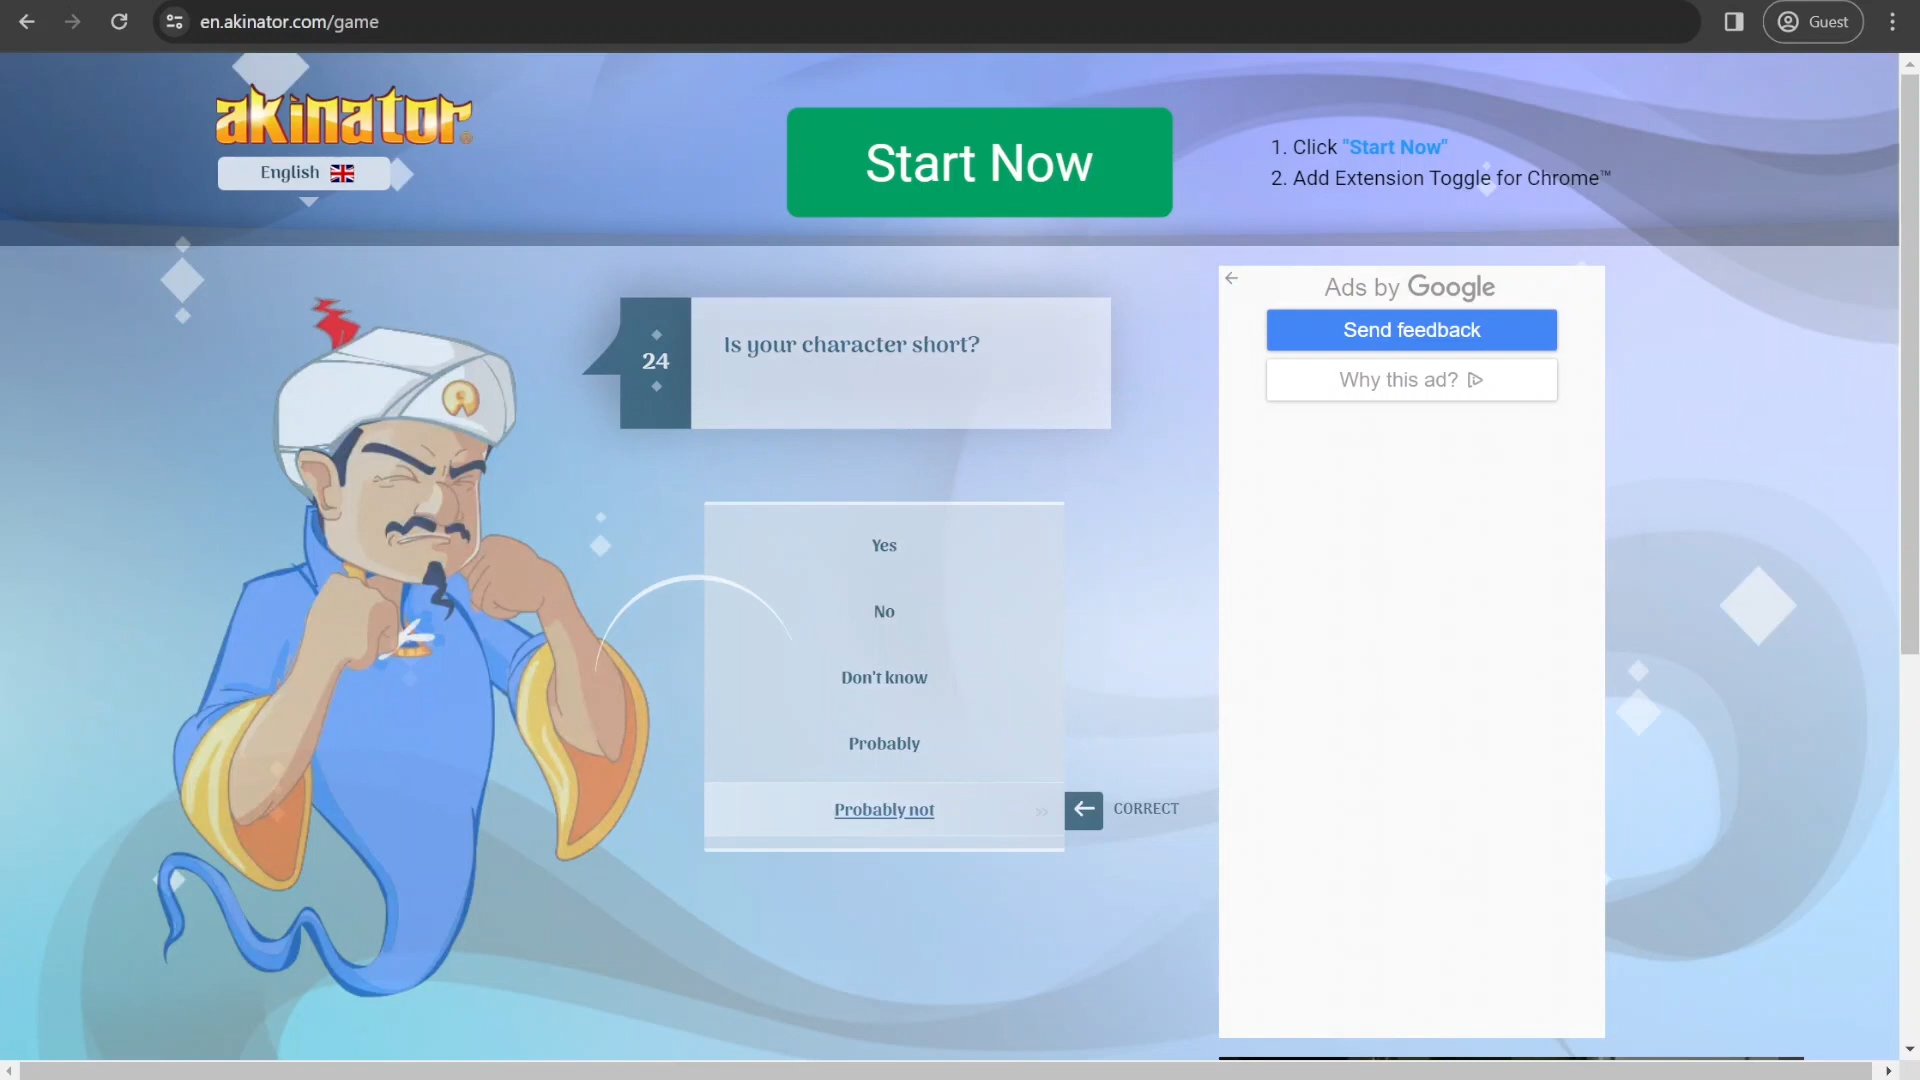 en.akinator.com/game
Guest
akinator
English
Start Now
1. Click "Start Now"
2. Add Extension Toggle for Chrome™
24
Is your character short?
Yes
No
Don't know
Probably
Probably not
CORRECT
Ads by Google
Send feedback
Why this ad?